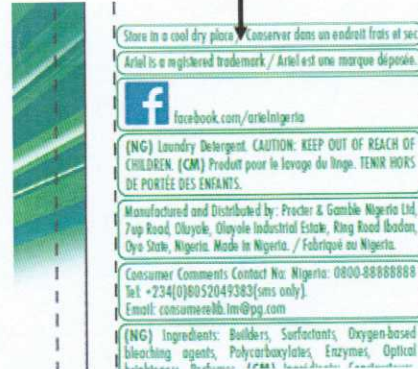 Store in a cool dry place / Conserver dans un endroit frais et sec
Ariel is a registered trademark / Ariel est une marque déposée.
f
facebook.com/arielnigeria
(NG) Laundry Detergent. CAUTION: KEEP OUT OF REACH OF
CHILDREN. (CM) Produit pour le lavage du linge. TENIR HORS
DE PORTÉE DES ENFANTS.
Manufactured and Distributed by: Procter & Gamble Nigeria Ltd,
7up Road, Oluyole, Oluyole Industrial Estate, Ring Road Ibadan,
Oyo State, Nigeria. Made in Nigeria. / Fabriqué au Nigeria.
Consumer Comments Contact No: Nigeria: 0800-88888888
Tel: +234(0)8052049383(sms only).
Email: consumerelib.im@pg.com
(NG) Ingredients: Builders, Surfactants, Oxygen-based
bleaching agents, Polycarboxylates, Enzymes, Optical
brighteners, Perfumes. (CM) Ingredients: